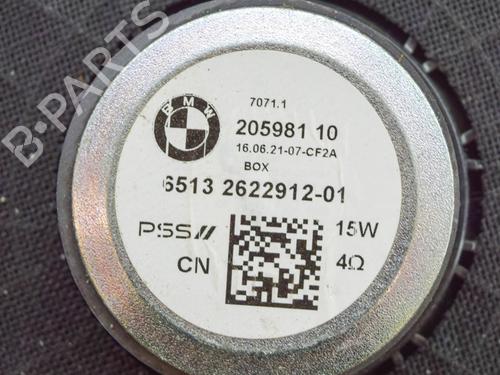 B-PARTS
BMW
7071.1
205981 10
16.06.21-07-CF2A
BOX
6513 2622912-01
PSS//
15W
CN
4Ω